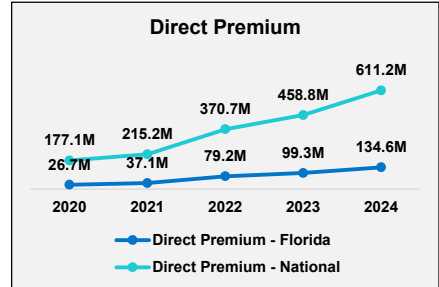 Direct Premium
611.2M
458.8M
370.7M
215.2M
177.1M
134.6M
99.3M
79.2M
37.1M
26.7M
2020 2021 2022 2023 2024
Direct Premium - Florida
Direct Premium - National